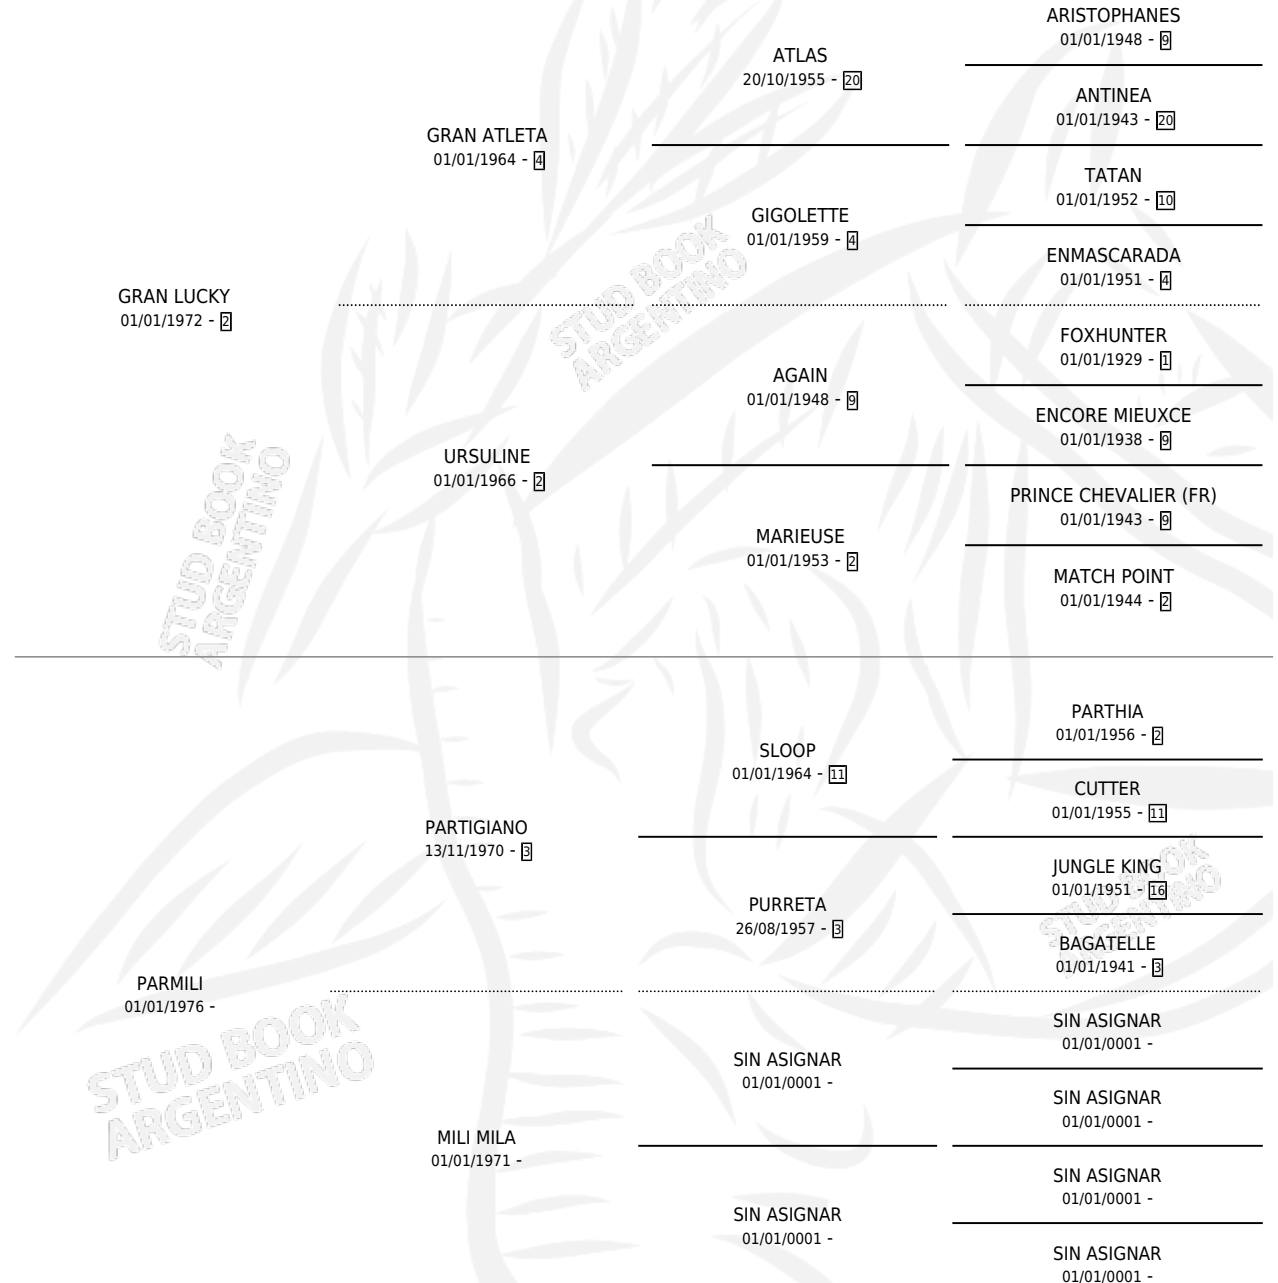 ARISTOPHANES
01/01/1948 - 9
ATLAS
20/10/1955 - 20
ANTINEA
01/01/1943 - 20
GRAN ATLETA
01/01/1964 - 4
TATAN
01/01/1952 - 10
GIGOLETTE
01/01/1959 - 4
ENMASCARADA
01/01/1951 - 4
GRAN LUCKY
01/01/1972 - 2
FOXHUNTER
01/01/1929 - 1
AGAIN
01/01/1948 - 9
ENCORE MIEUXCE
01/01/1938 - 9
URSULINE
01/01/1966 - 2
PRINCE CHEVALIER (FR)
01/01/1943 - 9
MARIEUSE
01/01/1953 - 2
MATCH POINT
01/01/1944 - 2
STUD BOOK
ARGENTINO
STUD BOOK
ARGENTINO
PARTHIA
01/01/1956 - 2
SLOOP
01/01/1964 - 11
CUTTER
01/01/1955 - 11
PARTIGIANO
13/11/1970 - 3
JUNGLE KING
01/01/1951 - 16
PURRETA
26/08/1957 - 3
BAGATELLE
01/01/1941 - 3
STUD BOOK
ARGENTINO
PARMILI
01/01/1976 -
SIN ASIGNAR
01/01/0001 -
SIN ASIGNAR
01/01/0001 -
SIN ASIGNAR
01/01/0001 -
STUD BOOK
ARGENTINO
MILI MILA
01/01/1971 -
SIN ASIGNAR
01/01/0001 -
SIN ASIGNAR
01/01/0001 -
SIN ASIGNAR
01/01/0001 -